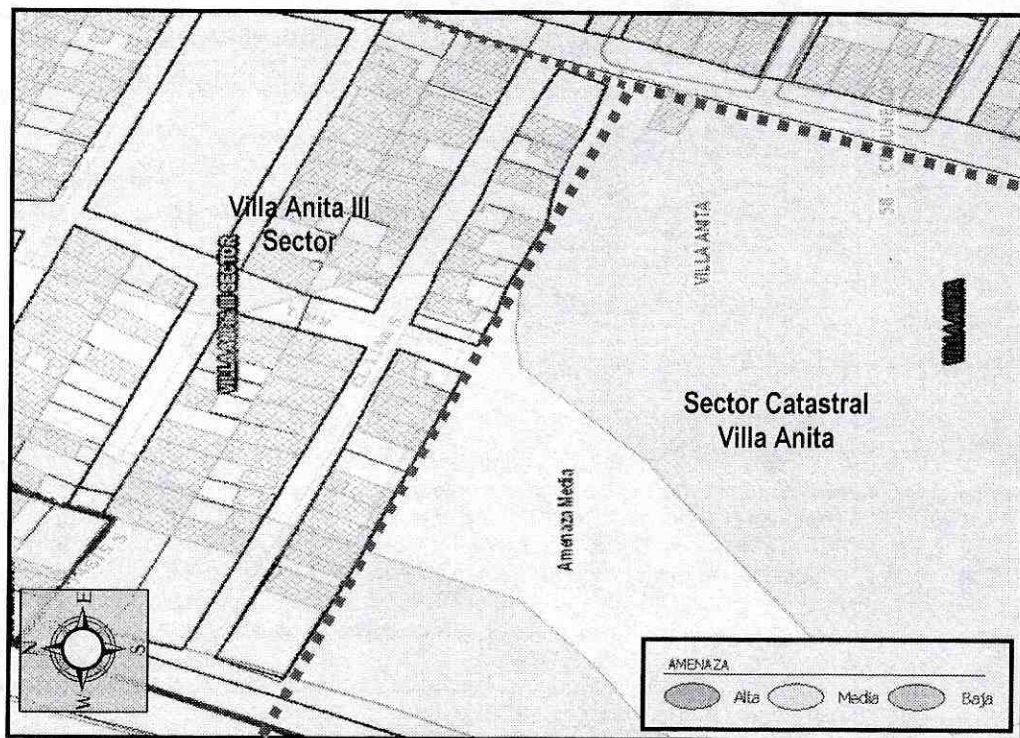 Villa Anita III
Sector
VILLA ANITA III SECTOR
VILLA ANITA
Sector Catastral
Villa Anita
Amenaza Media
N
E
S
W
AMENAZA
Alta
Media
Baja